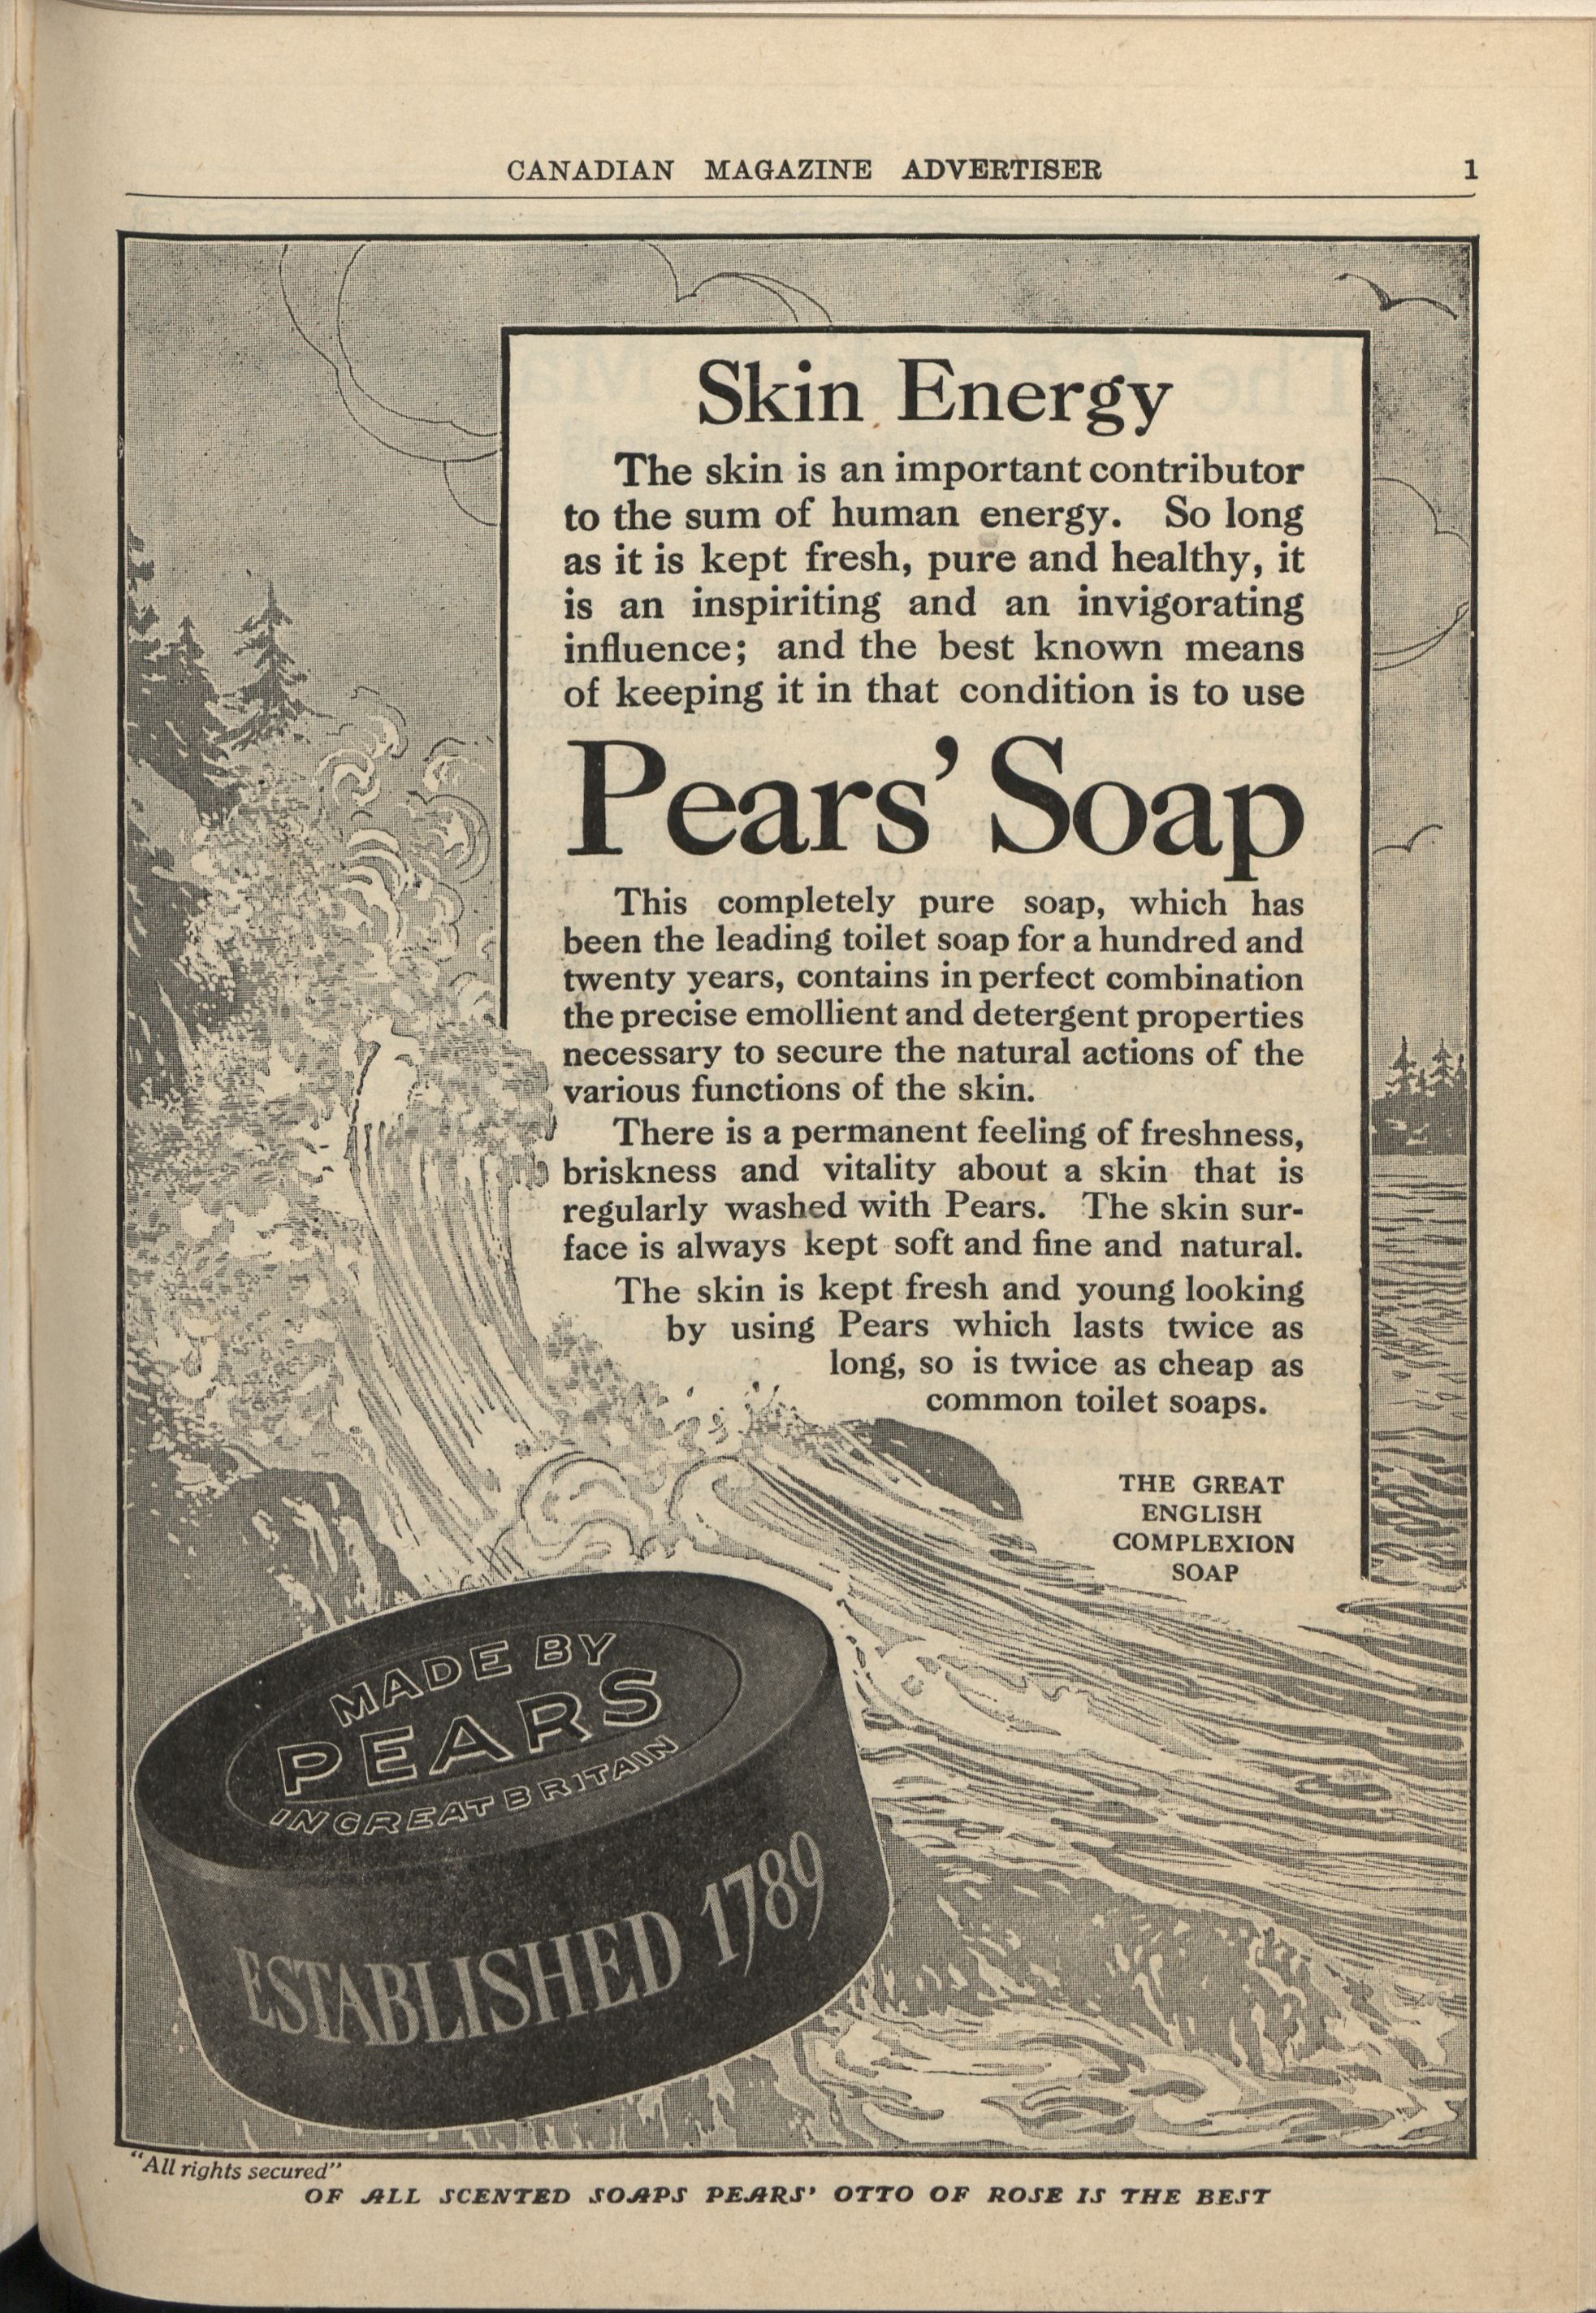 CANADIAN MAGAZINE ADVERTISER 1
Skin Energy
The skin is an important contributor
to the sum of human energy. So long
as it is kept fresh, pure and healthy, it
is an inspiriting and an invigorating
influence; and the best known means
of keeping it in that condition is to use
Pears' Soap
This completely pure soap, which has
been the leading toilet soap for a hundred and
twenty years, contains in perfect combination
the precise emollient and detergent properties
necessary to secure the natural actions of the
various functions of the skin.
There is a permanent feeling of freshness,
briskness and vitality about a skin that is
regularly washed with Pears. The skin sur-
face is always kept soft and fine and natural.
The skin is kept fresh and young looking
by using Pears which lasts twice as
long, so is twice as cheap as
common toilet soaps.
THE GREAT
ENGLISH
COMPLEXION
SOAP
MADE BY
PEARS
IN GREAT BRITAIN
ESTABLISHED 1789
"All rights secured"
OF ALL SCENTED SOAPS PEARS' OTTO OF ROSE IS THE BEST